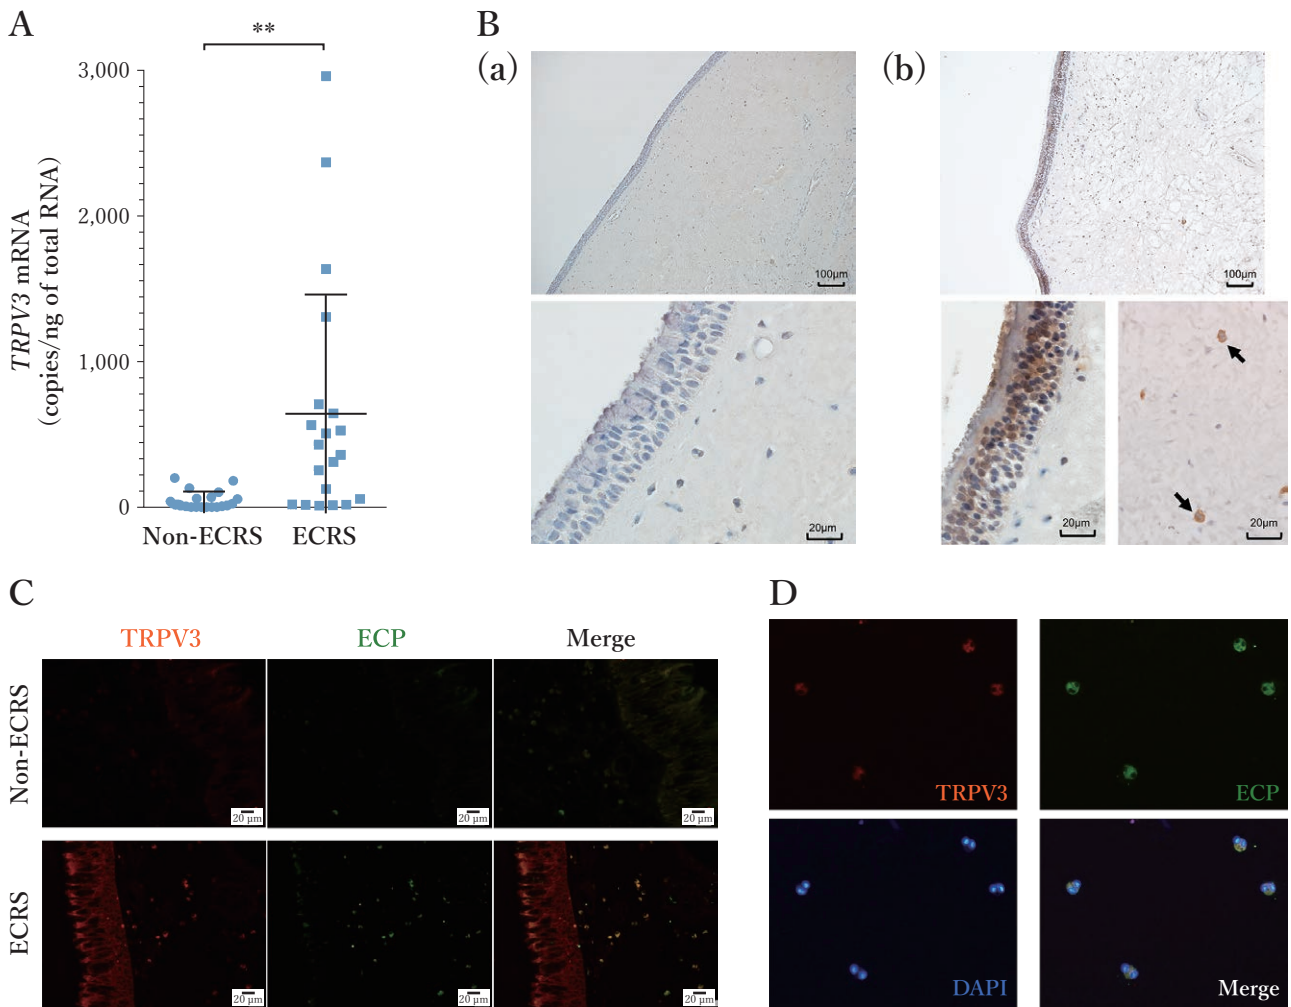 A
**
3,000
2,000
1,000
0
TRPV3 mRNA
(copies/ng of total RNA)
Non-ECRS
ECRS
B
(a)
100μm
20μm
(b)
100μm
20μm
20μm
C
TRPV3
ECP
Merge
Non-ECRS
20 μm
20 μm
20 μm
ECRS
20 μm
20 μm
20 μm
D
TRPV3
ECP
DAPI
Merge